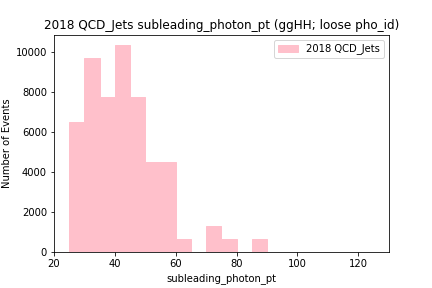 2018 QCD_Jets subleading_photon_pt (ggHH; loose pho_id)
2018 QCD_Jets
Number of Events
10000
8000
6000
4000
2000
0
20 40 60 80 100 120
subleading_photon_pt